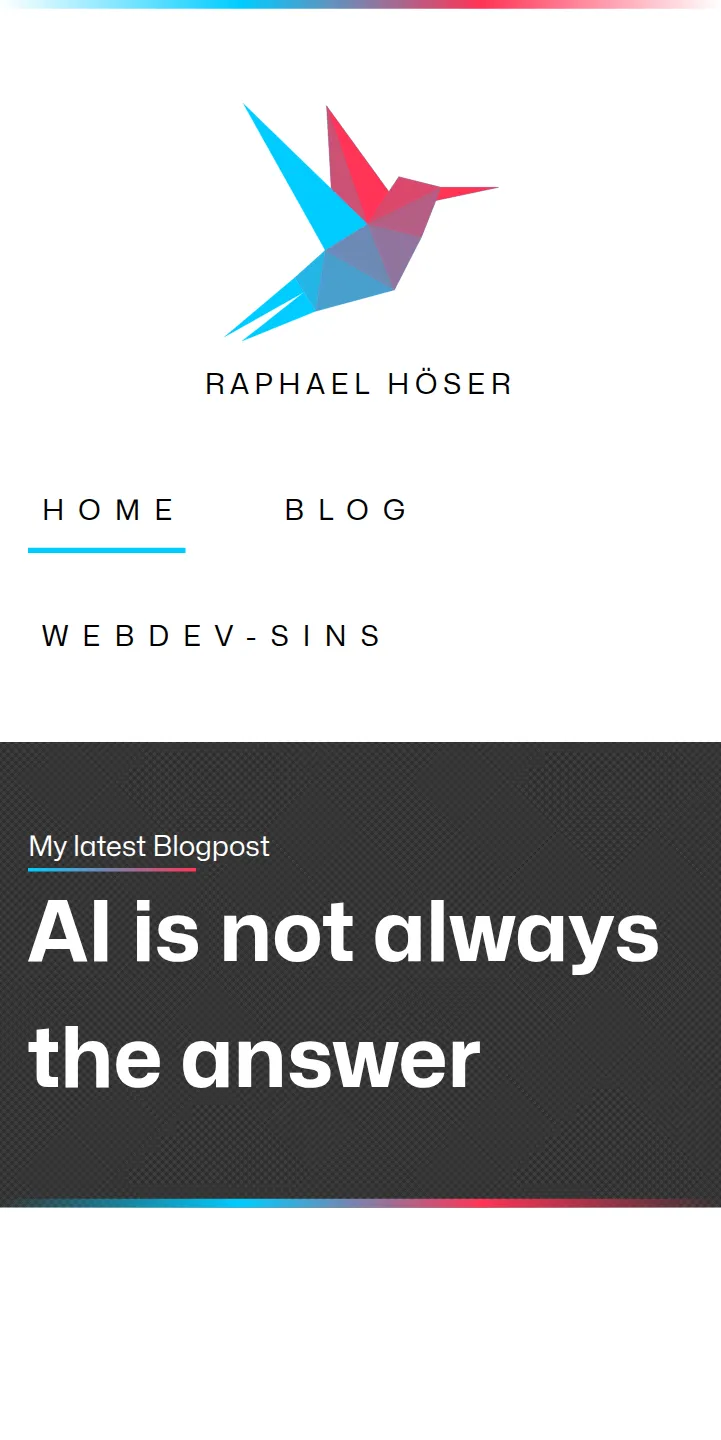 RAPHAEL HÖSER
HOME BLOG
WEBDEV-SINS
My latest Blogpost
AI is not always
the answer